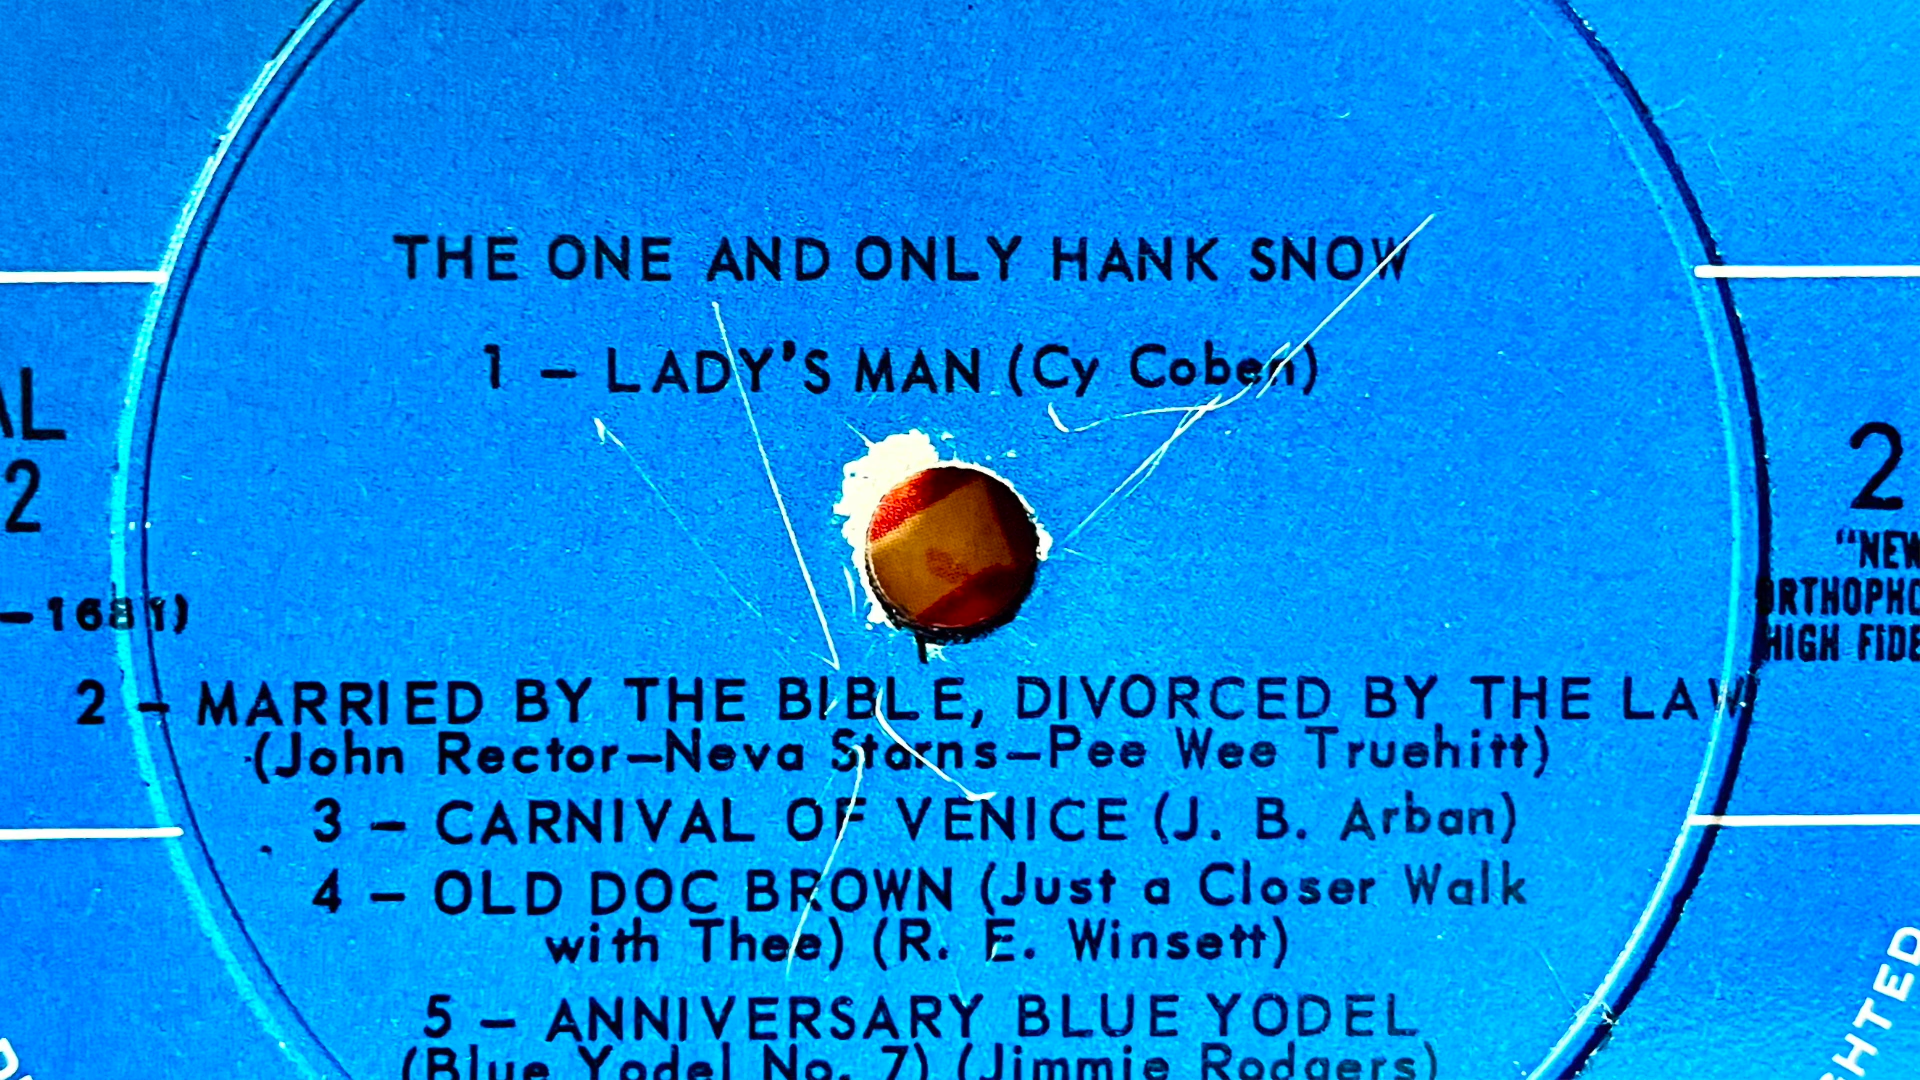 THE ONE AND ONLY HANK SNOW
1 – LADY'S MAN (Cy Coben)
AL
2
2
"NEW
ORTHOPHO
HIGH FIDE
–1681)
2 – MARRIED BY THE BIBLE, DIVORCED BY THE LAW
(John Rector–Neva Starns–Pee Wee Truehitt)
3 – CARNIVAL OF VENICE (J. B. Arban)
4 – OLD DOC BROWN (Just a Closer Walk
with Thee) (R. E. Winsett)
5 – ANNIVERSARY BLUE YODEL
(Blue Yodel No. 7) (Jimmie Rodgers)
HTED